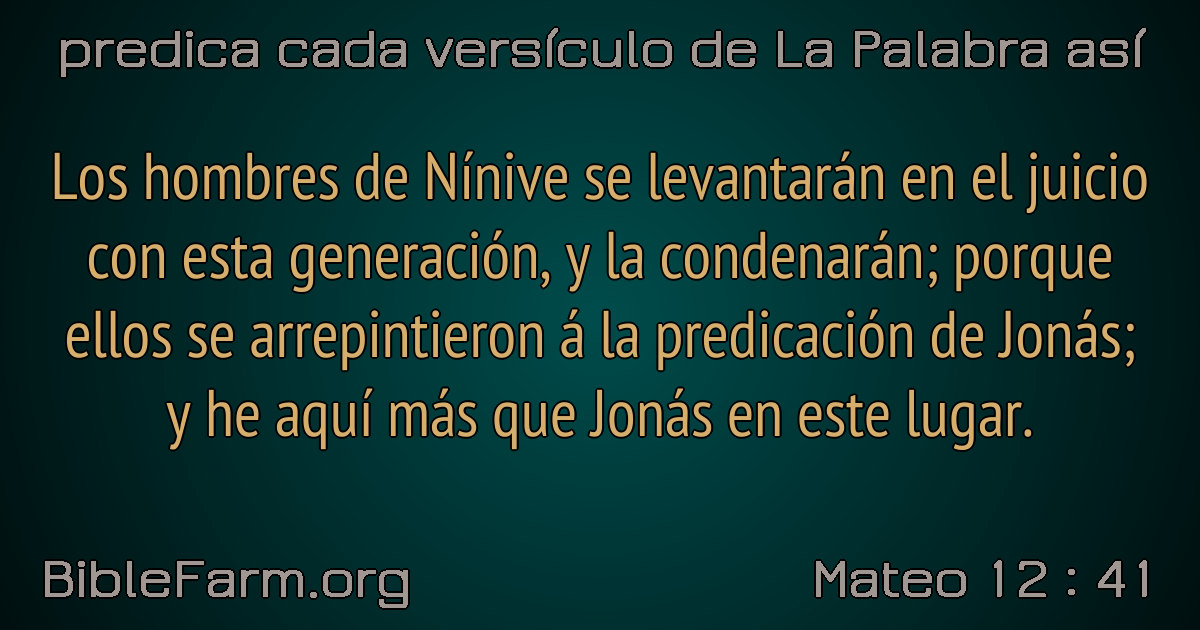 predica cada versículo de La Palabra así
Los hombres de Nínive se levantarán en el juicio
con esta generación, y la condenarán; porque
ellos se arrepintieron á la predicación de Jonás;
y he aquí más que Jonás en este lugar.
BibleFarm.org
Mateo 12 : 41